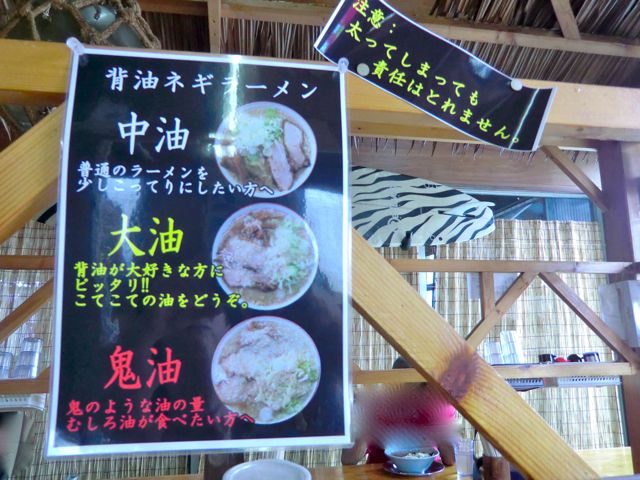 背油ネギラーメン
中油
普通のラーメンを
少しこってりにしたい方へ
大油
背油が大好きな方に
ピッタリ!!
こてこての油をどうぞ。
鬼油
鬼のような油の量
むしろ油が食べたい方へ
注意：
太ってしまっても
責任はとれません。